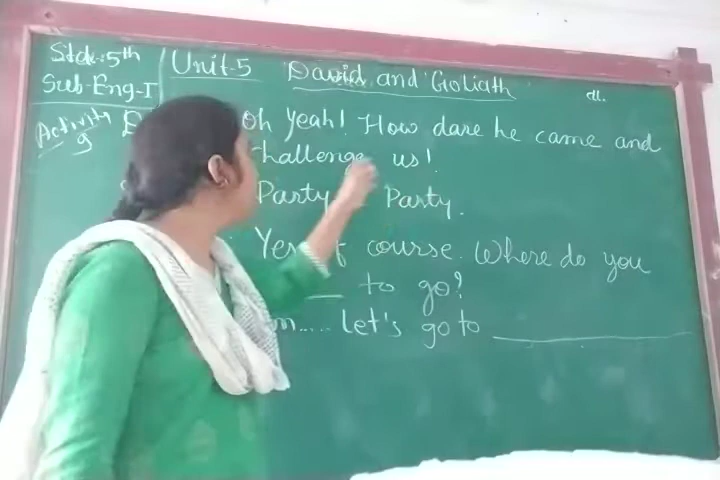 Std:5th
Sub-Eng-I
Unit-5 David and Goliath
Activity 9
Oh Yeah! How dare he came and
challenge us!
Party Party.
Yes of course. Where do you
to go?
Let's go to